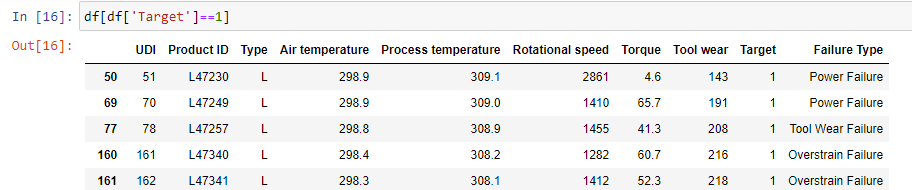 In [16]: df[df['Target']==1]
Out[16]:
UDI Product ID Type Air temperature Process temperature Rotational speed Torque Tool wear Target Failure Type
50 51 L47230 L 298.9 309.1 2861 4.6 143 1 Power Failure
69 70 L47249 L 298.9 309.0 1410 65.7 191 1 Power Failure
77 78 L47257 L 298.8 308.9 1455 41.3 208 1 Tool Wear Failure
160 161 L47340 L 298.4 308.2 1282 60.7 216 1 Overstrain Failure
161 162 L47341 L 298.3 308.1 1412 52.3 218 1 Overstrain Failure